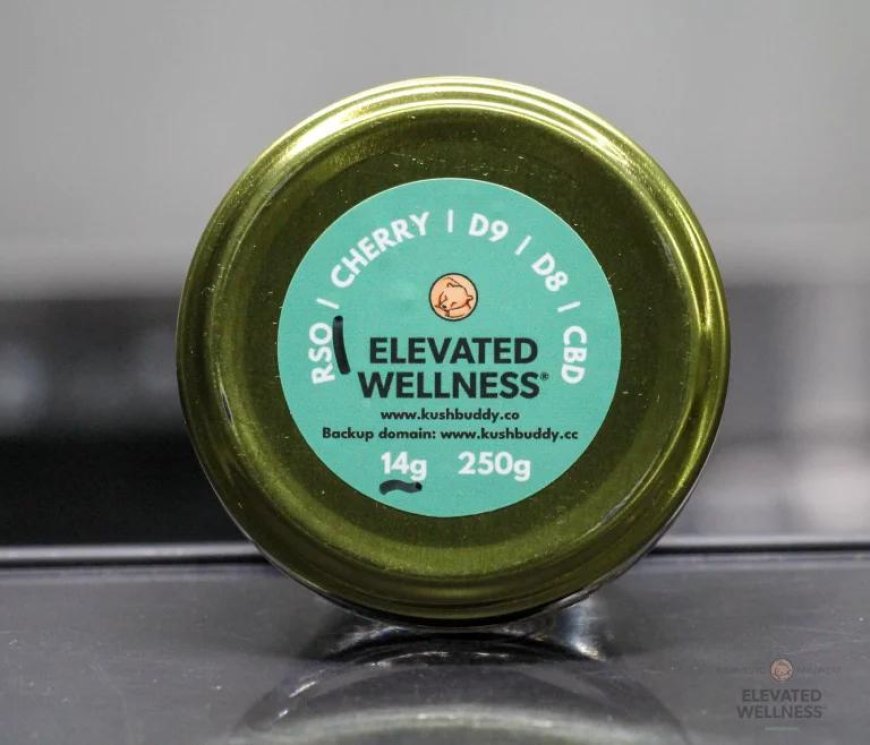 RSO | CHERRY | D9 | D8 | CBD
ELEVATED
WELLNESS®
www.kushbuddy.co
Backup domain: www.kushbuddy.cc
14g 250g
ELEVATED
WELLNESS